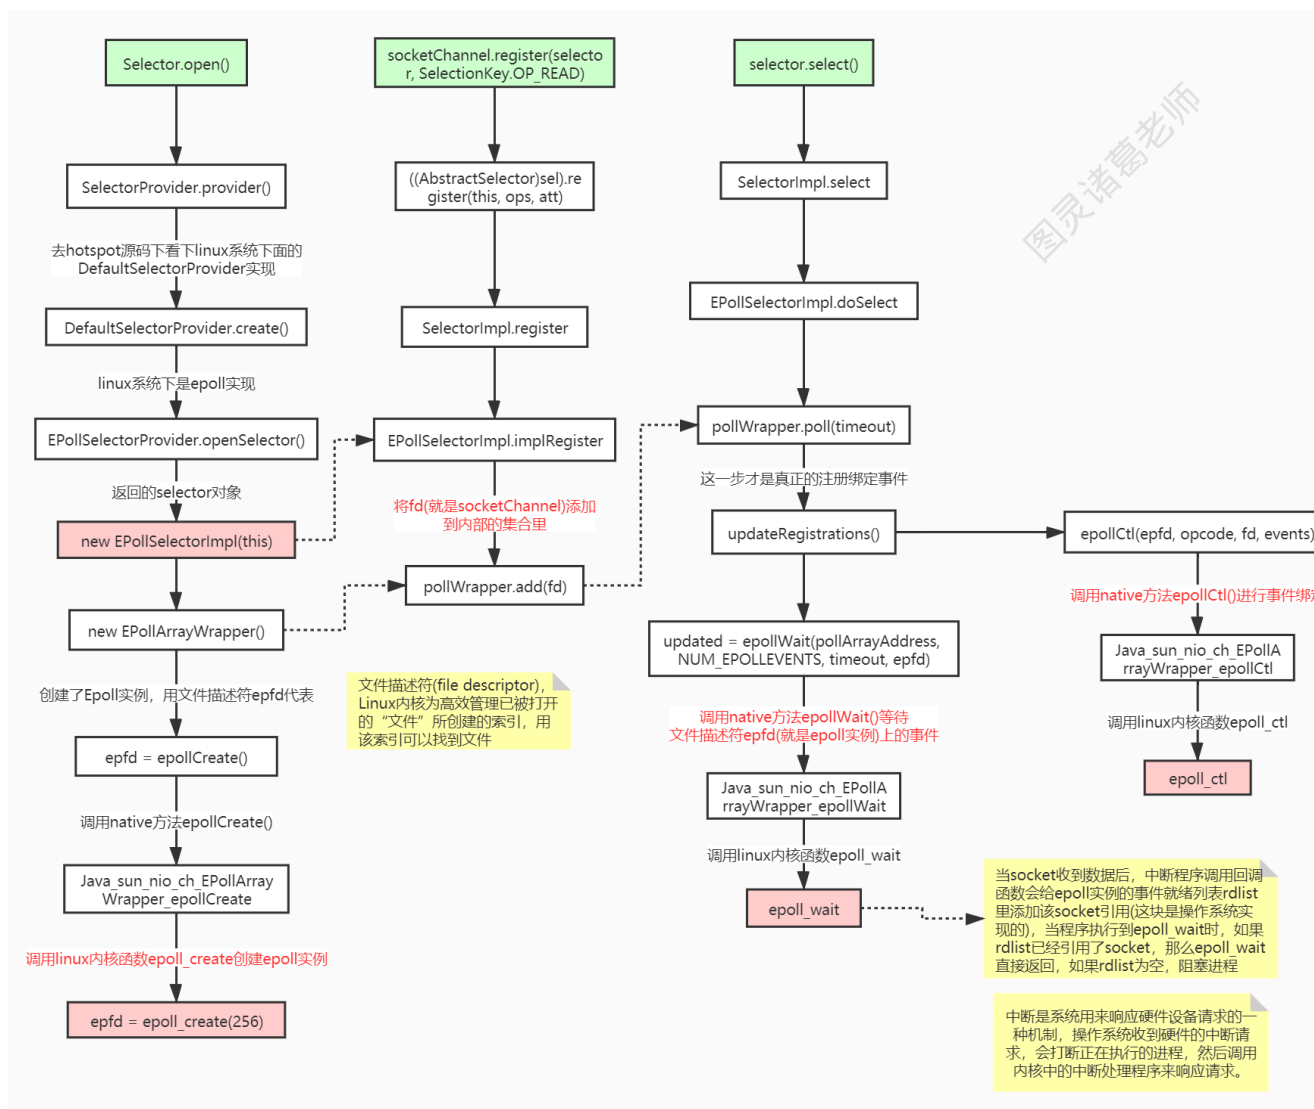 Selector.open()
SelectorProvider.provider()
去hotspot源码下看下linux系统下面的
DefaultSelectorProvider实现
DefaultSelectorProvider.create()
linux系统下是epoll实现
EPollSelectorProvider.openSelector()
返回的selector对象
new EPollSelectorImpl(this)
new EPollArrayWrapper()
创建了Epoll实例，用文件描述符epfd代表
epfd = epollCreate()
调用native方法epollCreate()
Java_sun_nio_ch_EPollArray
Wrapper_epollCreate
调用linux内核函数epoll_create创建epoll实例
epfd = epoll_create(256)
socketChannel.register(selecto
r, SelectionKey.OP_READ)
((AbstractSelector)sel).re
gister(this, ops, att)
SelectorImpl.register
EPollSelectorImpl.implRegister
将fd(就是socketChannel)添加
到内部的集合里
pollWrapper.add(fd)
文件描述符(file descriptor)，
Linux内核为高效管理已被打开
的“文件”所创建的索引，用
该索引可以找到文件
selector.select()
SelectorImpl.select
EPollSelectorImpl.doSelect
pollWrapper.poll(timeout)
这一步才是真正的注册绑定事件
updateRegistrations()
updated = epollWait(pollArrayAddress,
NUM_EPOLLEVENTS, timeout, epfd)
调用native方法epollWait()等待
文件描述符epfd(就是epoll实例)上的事件
Java_sun_nio_ch_EPollA
rrayWrapper_epollWait
调用linux内核函数epoll_wait
epoll_wait
epollCtl(epfd, opcode, fd, events)
调用native方法epollCtl()进行事件绑定
Java_sun_nio_ch_EPollA
rrayWrapper_epollCtl
调用linux内核函数epoll_ctl
epoll_ctl
当socket收到数据后，中断程序调用回调
函数会给epoll实例的事件就绪列表rdlist
里添加该socket引用(这块是操作系统实
现的)，当程序执行到epoll_wait时，如果
rdlist已经引用了socket，那么epoll_wait
直接返回，如果rdlist为空，阻塞进程
中断是系统用来响应硬件设备请求的一
种机制，操作系统收到硬件的中断请
求，会打断正在执行的进程，然后调用
内核中的中断处理程序来响应请求。
图灵诸葛老师